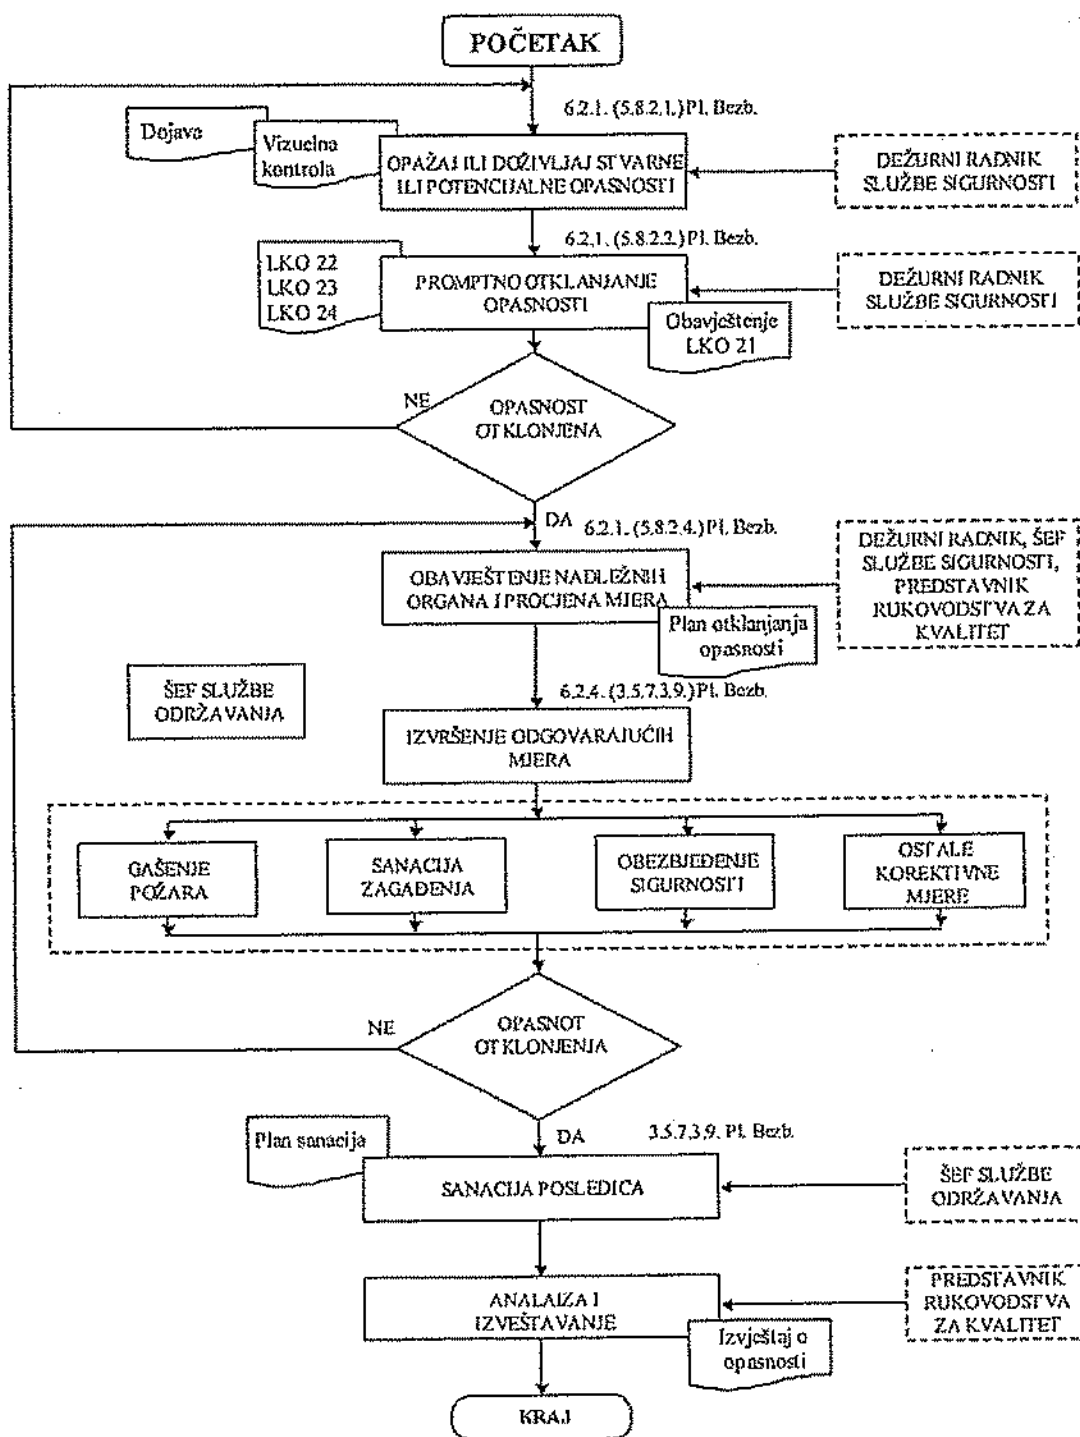 POČETAK
6.2.1. (5.8.2.1.) Pl. Bezb.
Dojava
Vizuelna
kontrola
OPAŽAJ ILI DOŽIVLJAJ STVARNE
ILI POTENCIJALNE OPASNOSTI
DEŽURNI RADNIK
SLUŽBE SIGURNOSTI
6.2.1. (5.8.2.2.) Pl. Bezb.
LKO 22
LKO 23
LKO 24
PROMPTNO OTKLANJANJE
OPASNOSTI
DEŽURNI RADNIK
SLUŽBE SIGURNOSTI
Obavještenje
LKO 21
NE
OPASNOST
OTKLONJENA
DA
6.2.1. (5.8.2.4.) Pl. Bezb.
OBAVJEŠTENJE NADLEŽNIH
ORGANA I PROCJENA MJERA
DEŽURNI RADNIK, ŠEF
SLUŽBE SIGURNOSTI,
PREDSTAVNIK
RUKOVODSTVA ZA
KVALITET
Plan otklanjanja
opasnosti
ŠEF SLUŽBE
ODRŽAVANJA
6.2.4. (3.5.7.3.9.) Pl. Bezb.
IZVRŠENJE ODGOVARAJUĆIH
MJERA
GAŠENJE
POŽARA
SANACIJA
ZAGAĐENJA
OBEZBJEĐENJE
SIGURNOSTI
OSTALE
KOREKTIVNE
MJERE
NE
OPASNOT
OTKLONJENJA
DA
3.5.7.3.9. Pl. Bezb.
Plan sanacija
SANACIJA POSLEDICA
ŠEF SLUŽBE
ODRŽAVANJA
ANALAIZA I
IZVEŠTAVANJE
PREDSTAVNIK
RUKOVODSTVA
ZA KVALITET
Izvještaj o
opasnosti
KRAJ